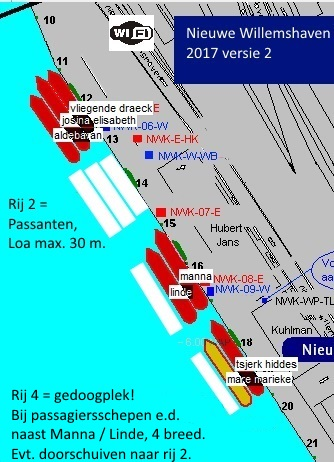 10
WiFi
Nieuwe Willemshaven
2017 versie 2
11
12
vliegende draeck
josina elisabeth
aldebaran
13
NWK-06-W
NWK-E-HK
NWK-W-WB
14
Rij 2 =
Passanten,
Loa max. 30 m.
NWK-07-E
15
Hubert
Jans
16
manna
linde
NWK-08-E
NWK-09-W
NWK-WP-TL
Vo
aa
18
Kuhlman
Nieu
tsjerk hiddes
mare marieke
20
21
Rij 4 = gedoogplek!
Bij passagiersschepen e.d.
naast Manna / Linde, 4 breed.
Evt. doorschuiven naar rij 2.